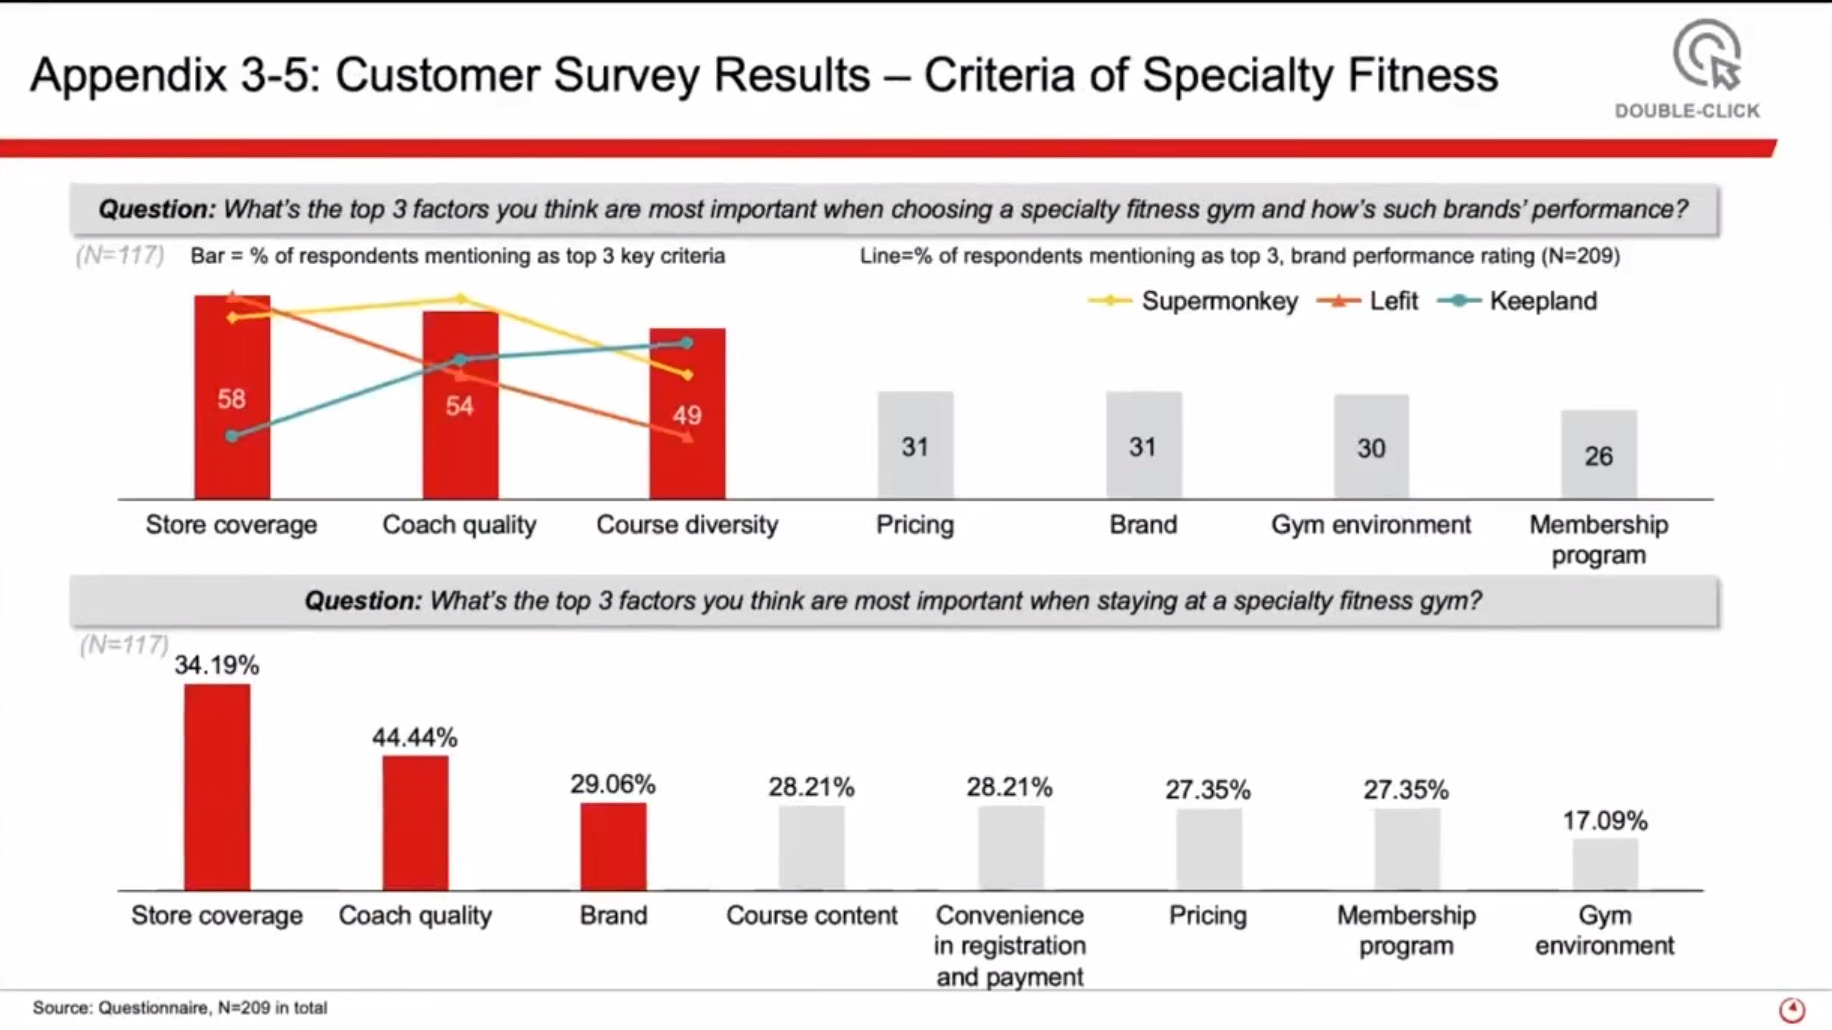 Appendix 3-5: Customer Survey Results – Criteria of Specialty Fitness
DOUBLE-CLICK
Question: What's the top 3 factors you think are most important when choosing a specialty fitness gym and how's such brands' performance?
(N=117) Bar = % of respondents mentioning as top 3 key criteria
Line=% of respondents mentioning as top 3, brand performance rating (N=209)
Supermonkey Lefit Keepland
58 54 49 31 31 30 26
Store coverage Coach quality Course diversity Pricing Brand Gym environment Membership
program
Question: What's the top 3 factors you think are most important when staying at a specialty fitness gym?
(N=117)
34.19% 44.44% 29.06% 28.21% 28.21% 27.35% 27.35% 17.09%
Store coverage Coach quality Brand Course content Convenience Pricing Membership Gym
in registration program environment
and payment
Source: Questionnaire, N=209 in total